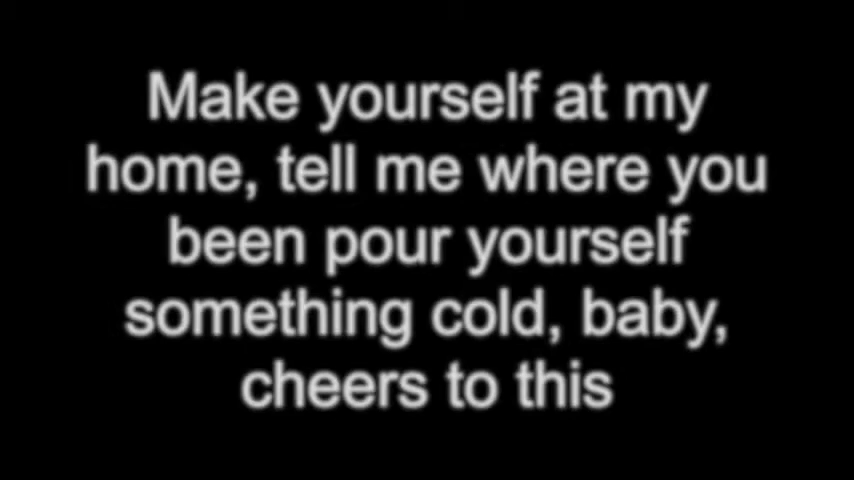 Make yourself at my
home, tell me where you
been pour yourself
something cold, baby,
cheers to this